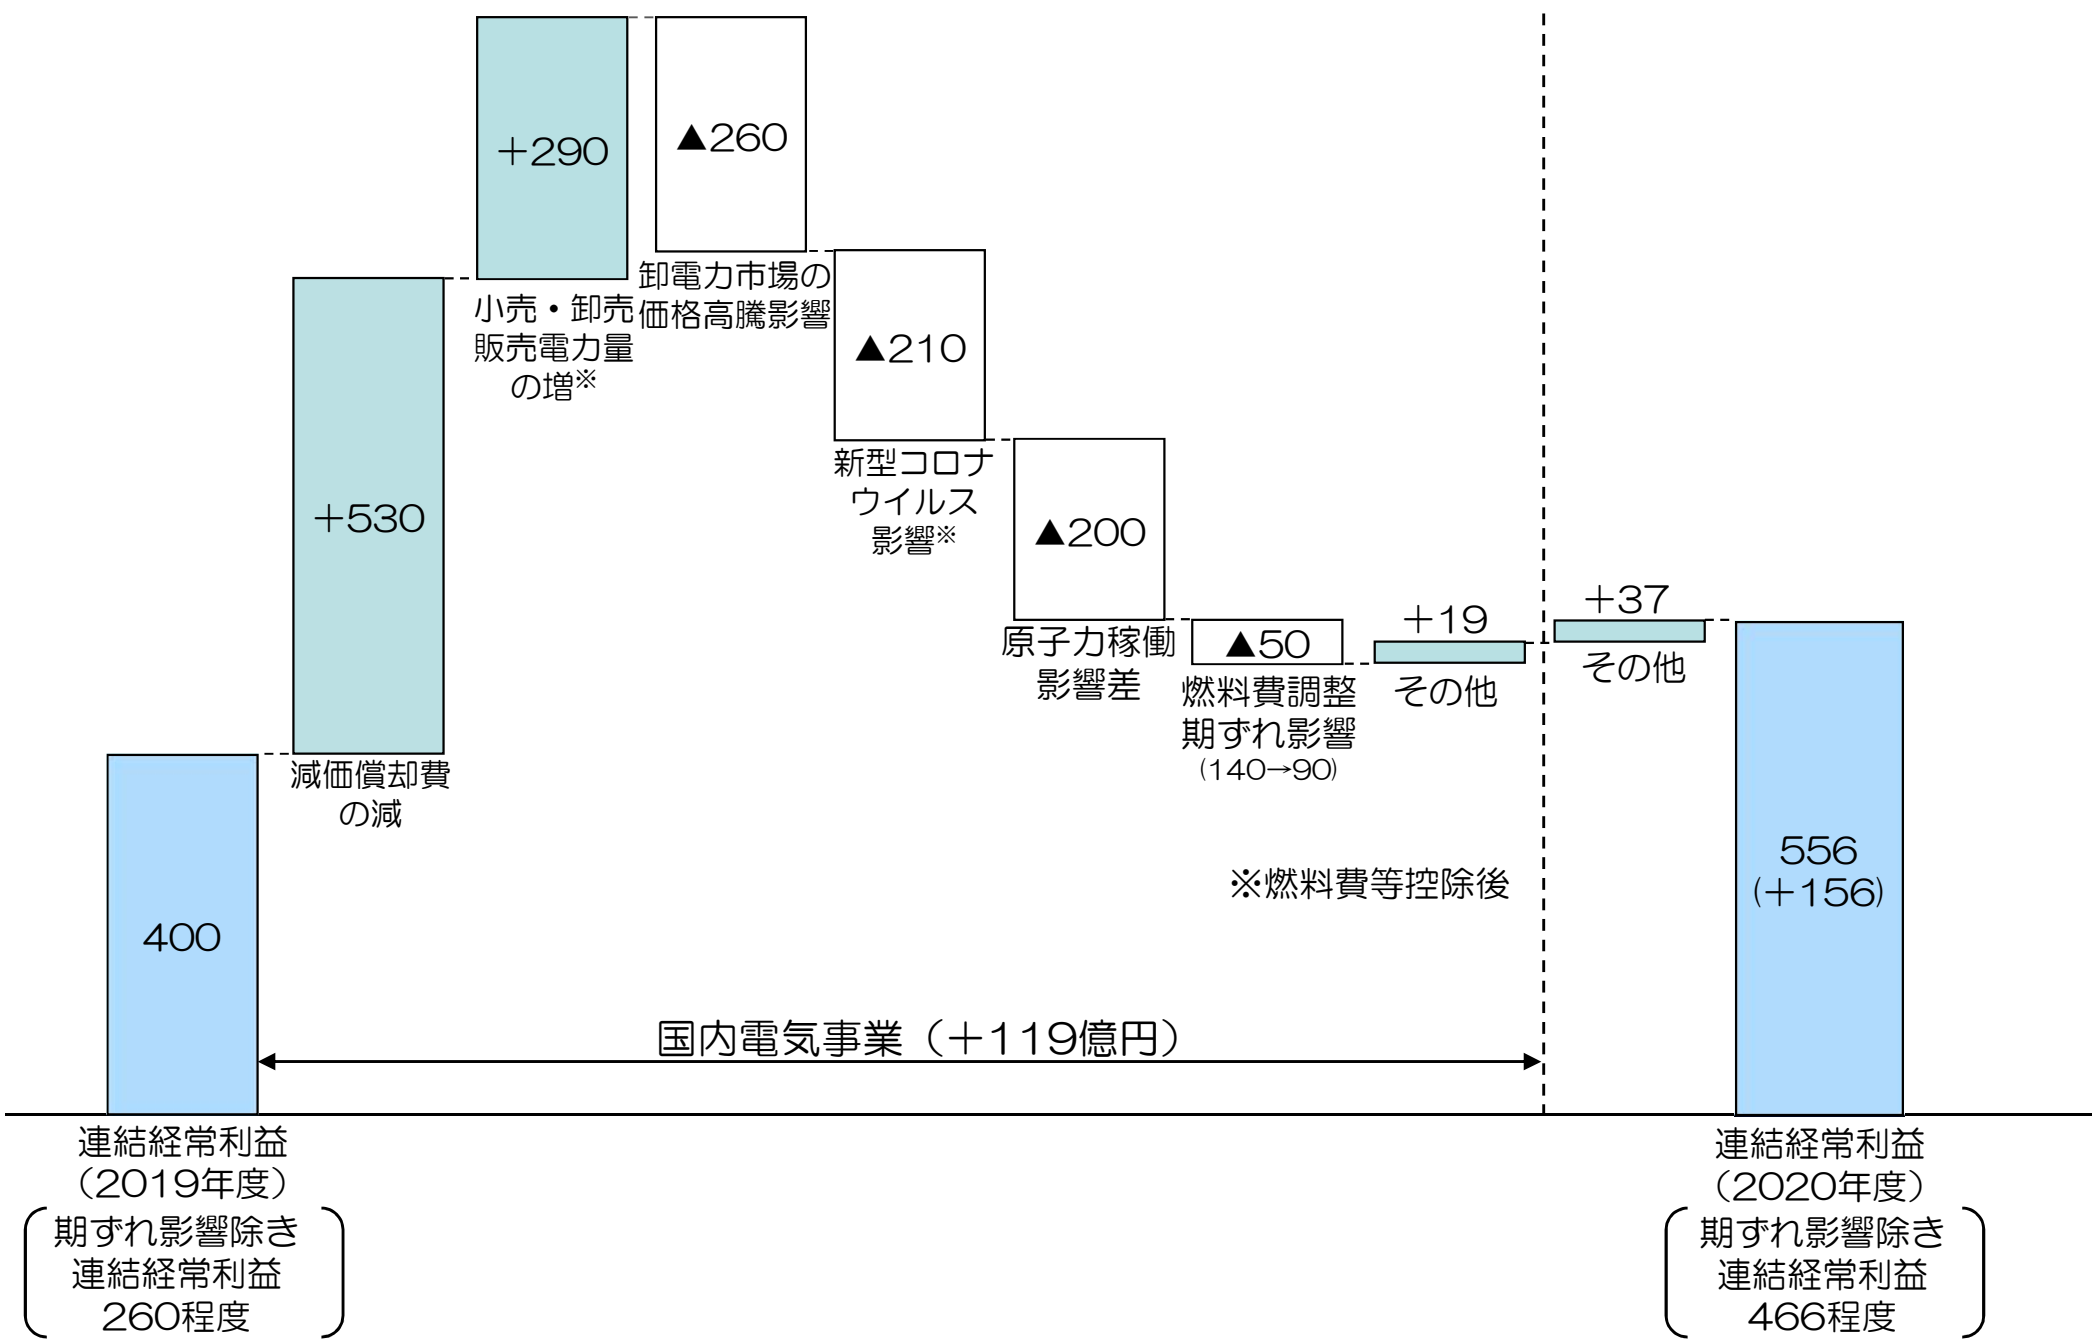 +290
▲260
卸電力市場の
価格高騰影響
小売・卸売
販売電力量
の増※
▲210
新型コロナ
ウイルス
影響※
+530
▲200
+37
+19
原子力稼働
影響差
▲50
その他
その他
燃料費調整
期ずれ影響
(140→90)
減価償却費
の減
556
(+156)
※燃料費等控除後
400
国内電気事業（+119億円）
連結経常利益
（2019年度）
期ずれ影響除き
連結経常利益
260程度
連結経常利益
（2020年度）
期ずれ影響除き
連結経常利益
466程度